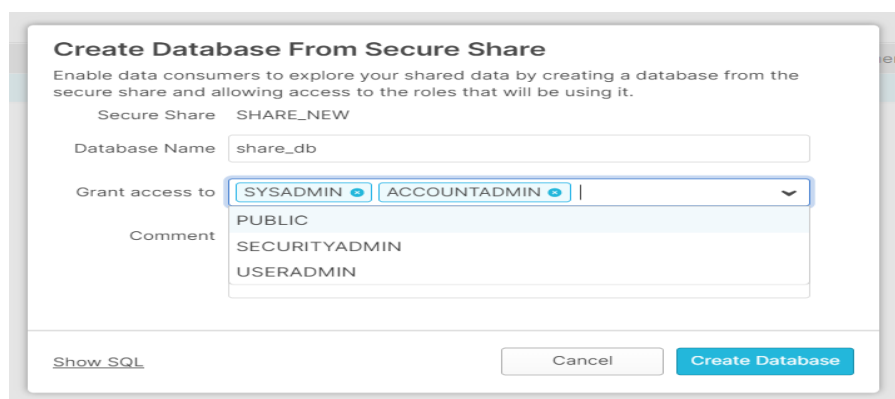 Create Database From Secure Share
Enable data consumers to explore your shared data by creating a database from the
secure share and allowing access to the roles that will be using it.
Secure Share SHARE_NEW
Database Name share_db
Grant access to SYSADMIN ACCOUNTADMIN
PUBLIC
Comment
SECURITYADMIN
USERADMIN
Show SQL Cancel Create Database